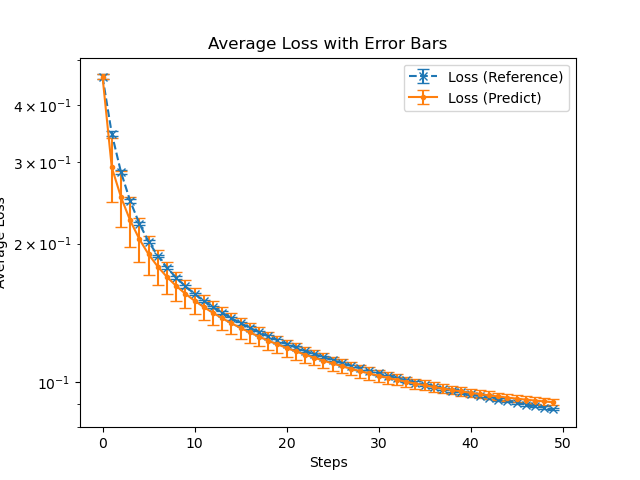 Average Loss with Error Bars
Loss (Reference)
Loss (Predict)
4 × 10⁻¹
3 × 10⁻¹
2 × 10⁻¹
10⁻¹
Average Loss
0 10 20 30 40 50
Steps